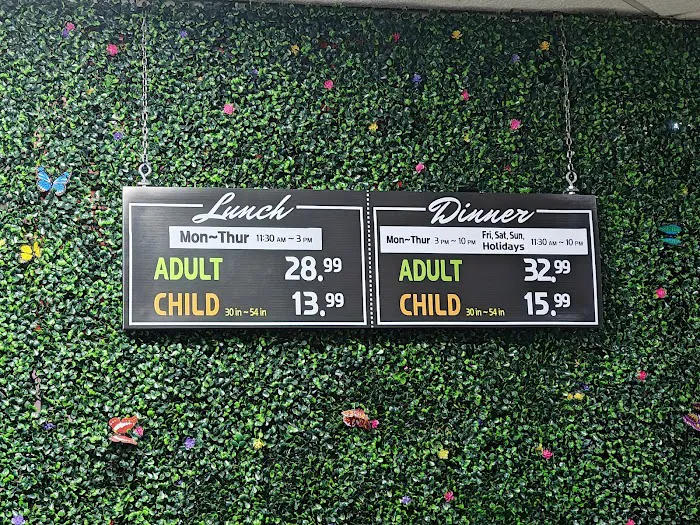 Lunch
Mon~Thur 11:30 AM ~ 3 PM
ADULT 28.99
CHILD 30 in ~ 54 in 13.99
Dinner
Mon~Thur 3 PM ~ 10 PM Fri, Sat, Sun, Holidays 11:30 AM ~ 10 PM
ADULT 32.99
CHILD 30 in ~ 54 in 15.99